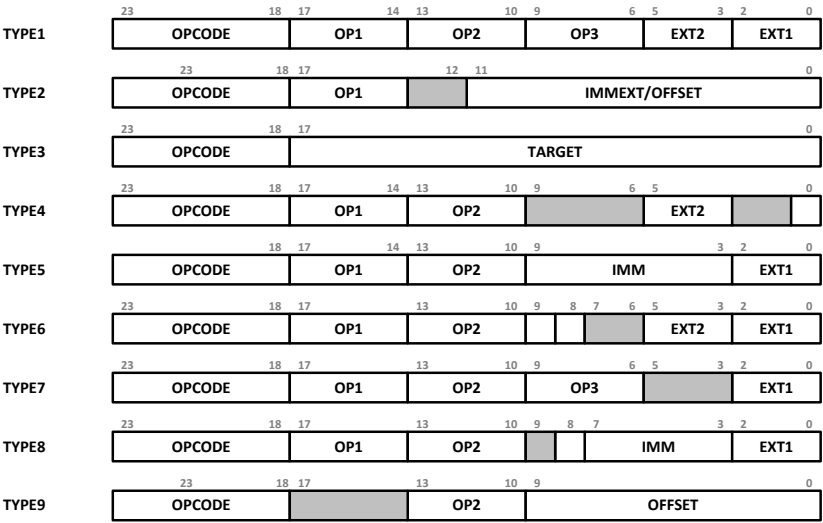 23 18 17 14 13 10 9 6 5 3 2 0
TYPE1 OPCODE OP1 OP2 OP3 EXT2 EXT1
23 18 17 12 11 0
TYPE2 OPCODE OP1 IMMEXT/OFFSET
23 18 17 0
TYPE3 OPCODE TARGET
23 18 17 14 13 10 9 6 5 0
TYPE4 OPCODE OP1 OP2 EXT2
18 17 14 13 10 9 3 2 0
TYPE5 OPCODE OP1 OP2 IMM EXT1
23 18 17 13 10 9 8 7 6 5 3 2 0
TYPE6 OPCODE OP1 OP2 EXT2 EXT1
23 18 17 13 10 9 6 5 3 2 0
TYPE7 OPCODE OP1 OP2 OP3 EXT1
23 18 17 13 10 9 8 7 3 2 0
TYPE8 OPCODE OP1 OP2 IMM EXT1
23 18 17 13 10 9 0
TYPE9 OPCODE OP2 OFFSET